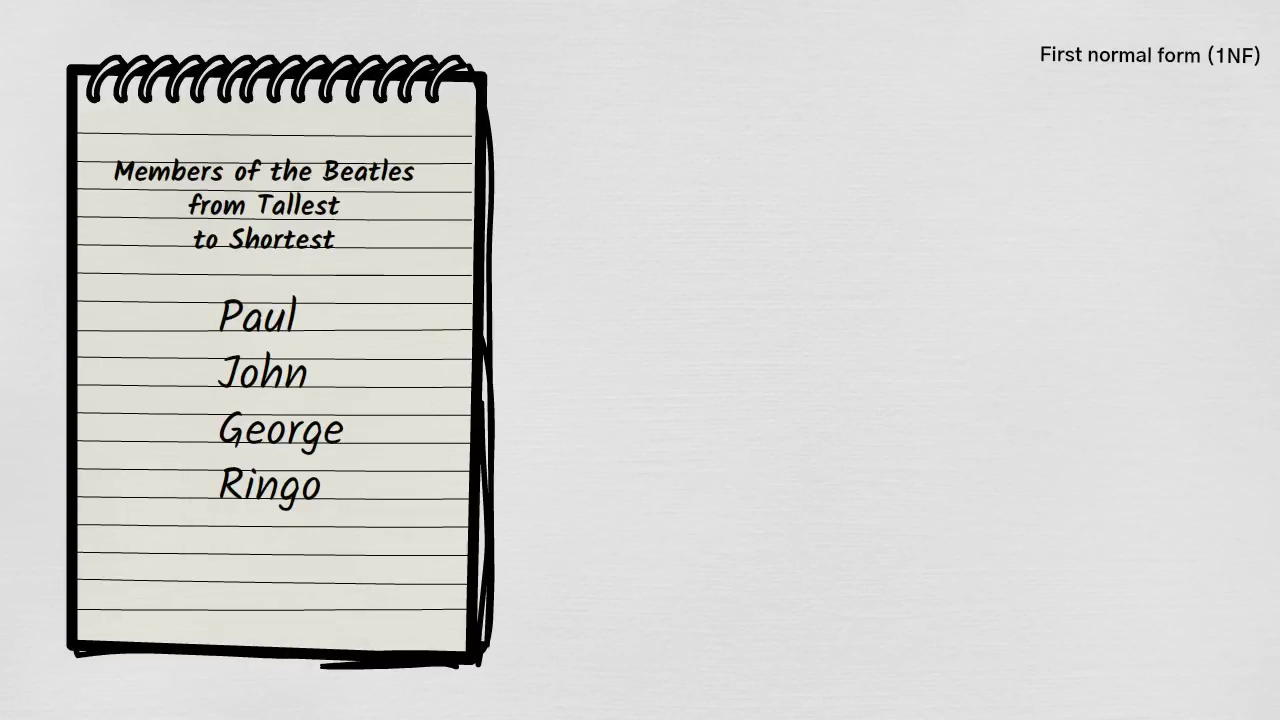 First normal form (1NF)
Members of the Beatles
from Tallest
to Shortest
Paul
John
George
Ringo